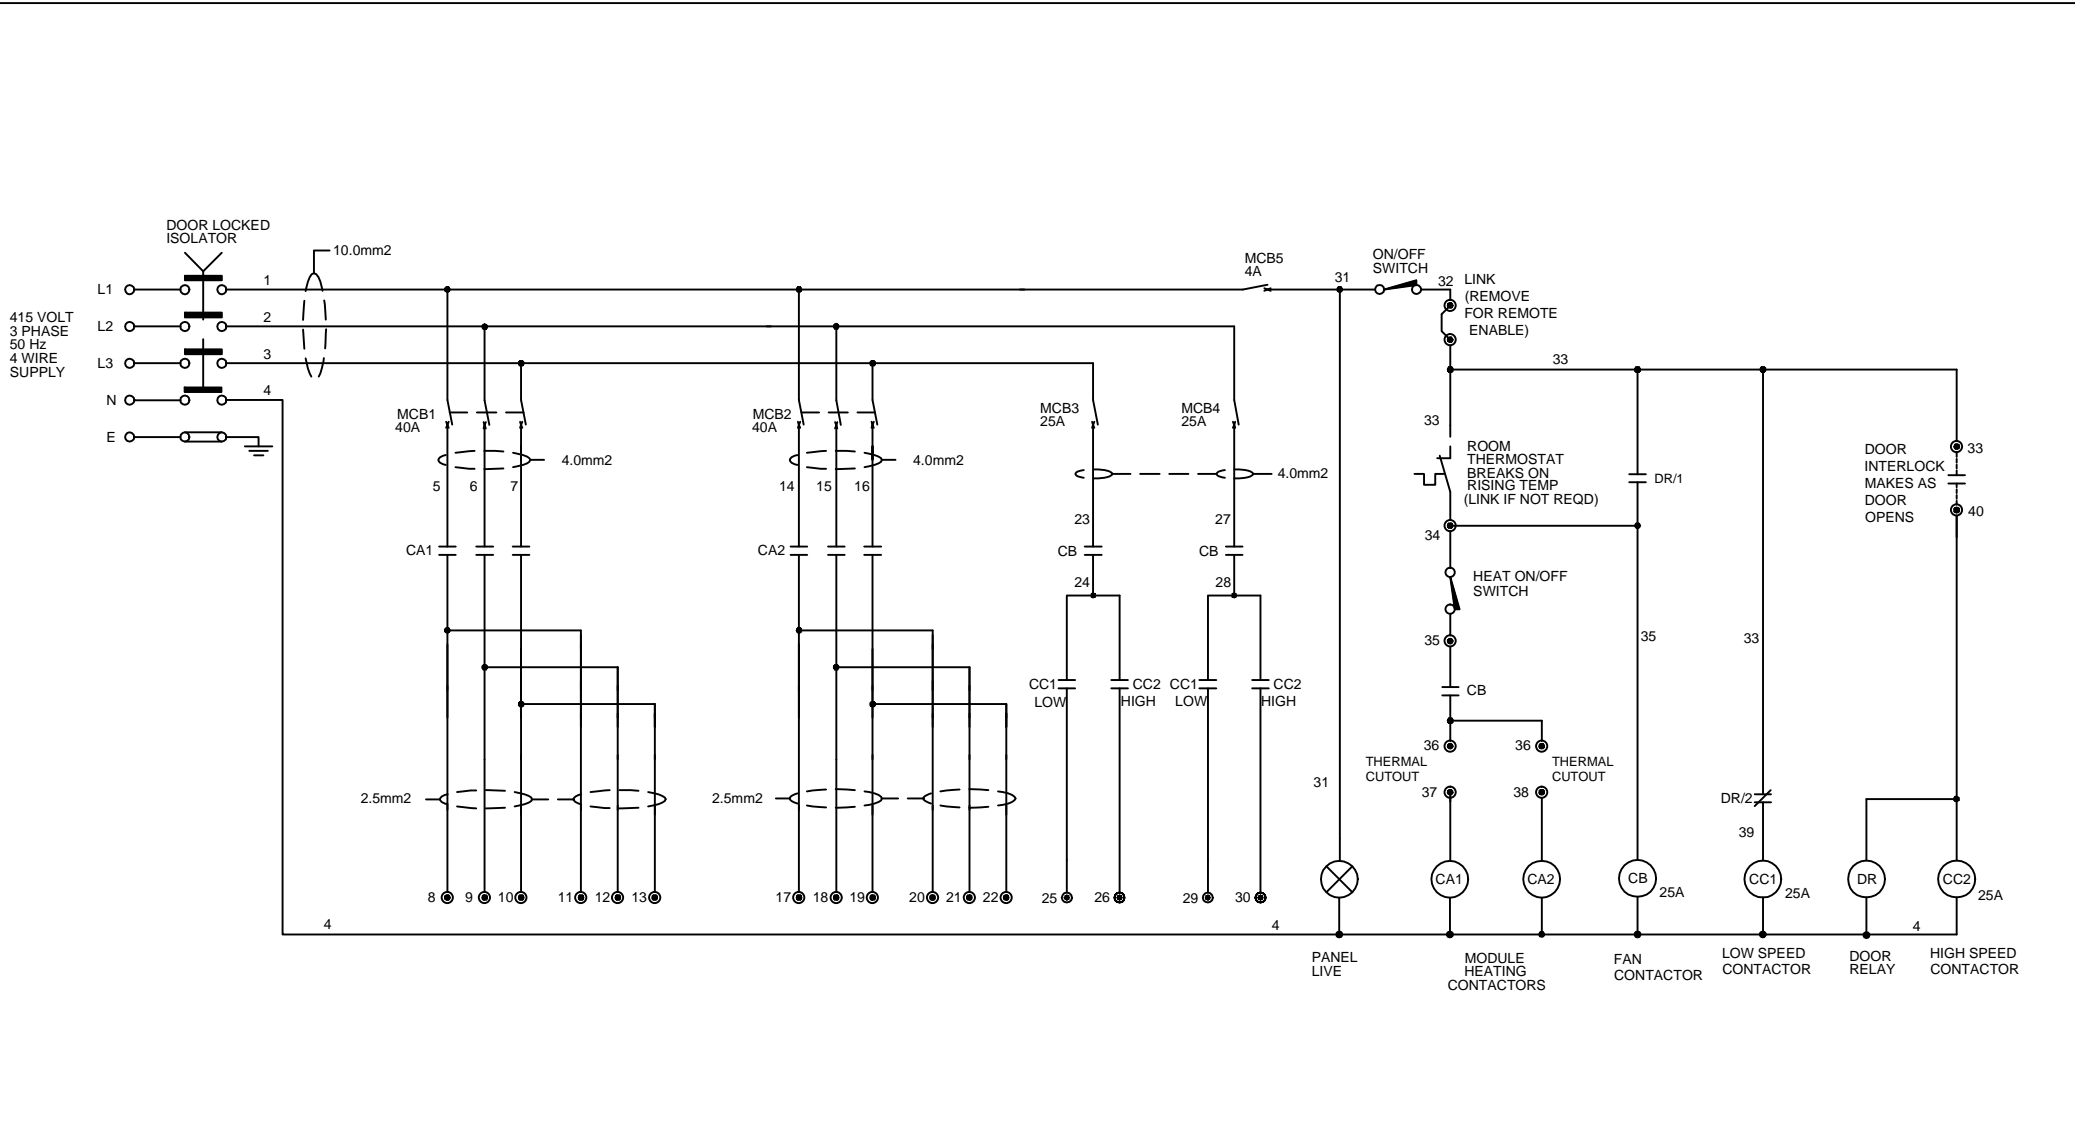 DOOR LOCKED
ISOLATOR
10.0mm2
415 VOLT
3 PHASE
50 Hz
4 WIRE
SUPPLY
L1
L2
L3
N
E
1
2
3
4
MCB1
40A
4.0mm2
5
6
7
CA1
2.5mm2
8
9
10
11
12
13
MCB2
40A
4.0mm2
14
15
16
CA2
2.5mm2
17
18
19
20
21
22
MCB3
25A
23
CB
24
CC1
LOW
CC2
HIGH
25
26
MCB4
25A
4.0mm2
27
CB
28
CC1
LOW
CC2
HIGH
29
30
MCB5
4A
31
ON/OFF
SWITCH
32
LINK
(REMOVE
FOR REMOTE
ENABLE)
33
33
ROOM
THERMOSTAT
BREAKS ON
RISING TEMP
(LINK IF NOT REQD)
34
HEAT ON/OFF
SWITCH
35
CB
36
36
THERMAL
CUTOUT
THERMAL
CUTOUT
37
38
31
CA1
CA2
DR/1
35
CB
25A
33
DR/2
39
CC1
25A
DOOR
INTERLOCK
MAKES AS
DOOR
OPENS
33
40
DR
CC2
25A
4
4
4
PANEL
LIVE
MODULE
HEATING
CONTACTORS
FAN
CONTACTOR
LOW SPEED
CONTACTOR
DOOR
RELAY
HIGH SPEED
CONTACTOR